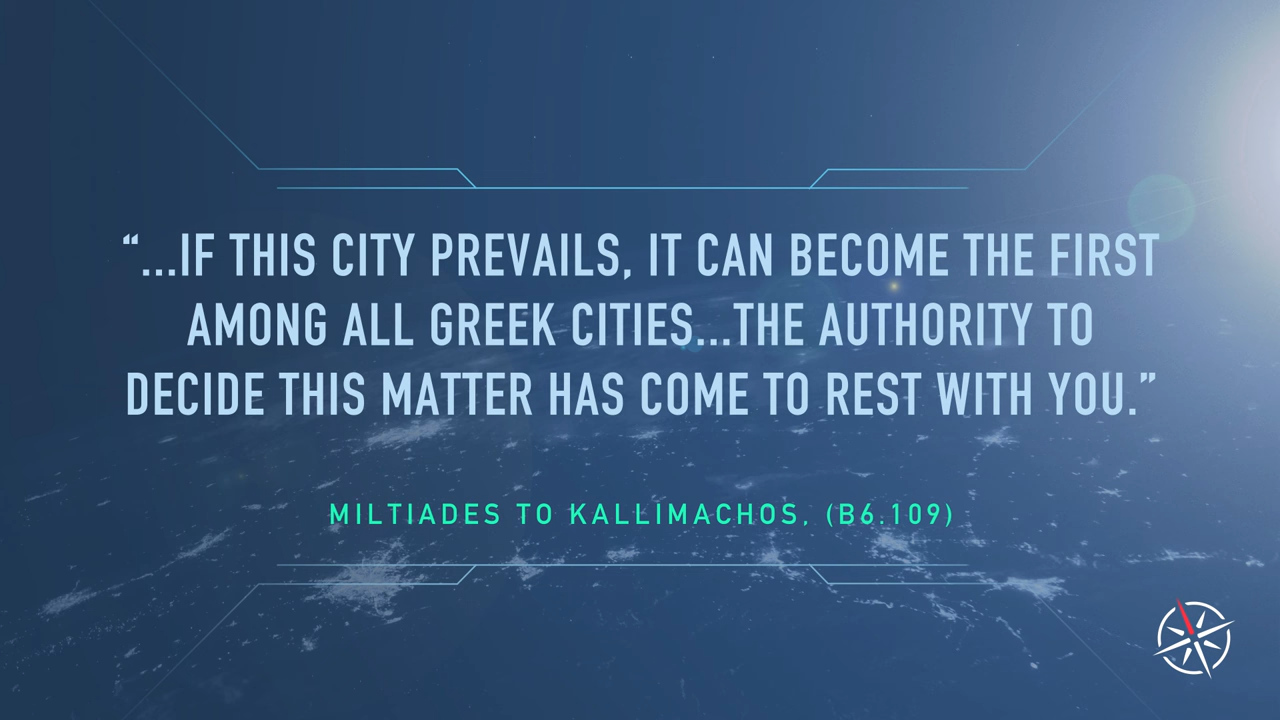 “...IF THIS CITY PREVAILS, IT CAN BECOME THE FIRST
AMONG ALL GREEK CITIES...THE AUTHORITY TO
DECIDE THIS MATTER HAS COME TO REST WITH YOU.”
MILTIADES TO KALLIMACHOS, (B6.109)